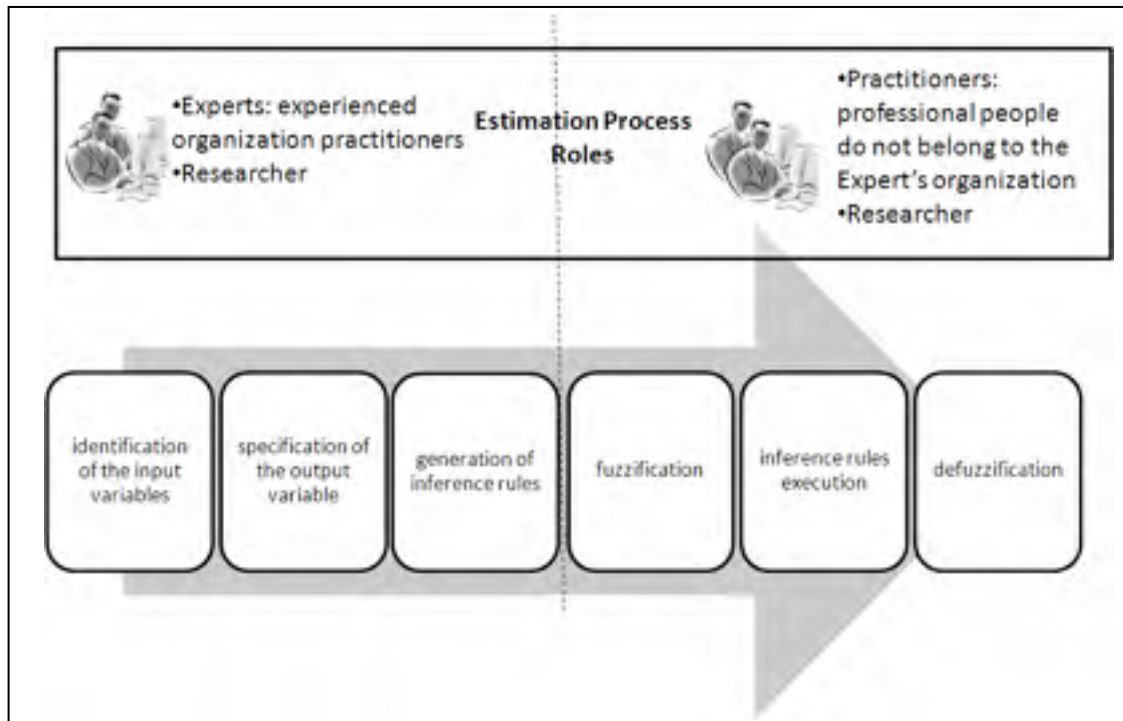 •Experts: experienced
organization practitioners
•Researcher
Estimation Process
Roles
•Practitioners:
professional people
do not belong to the
Expert's organization
•Researcher
identification
of the input
variables
specification of
the output
variable
generation of
inference rules
fuzzification
inference rules
execution
defuzzification